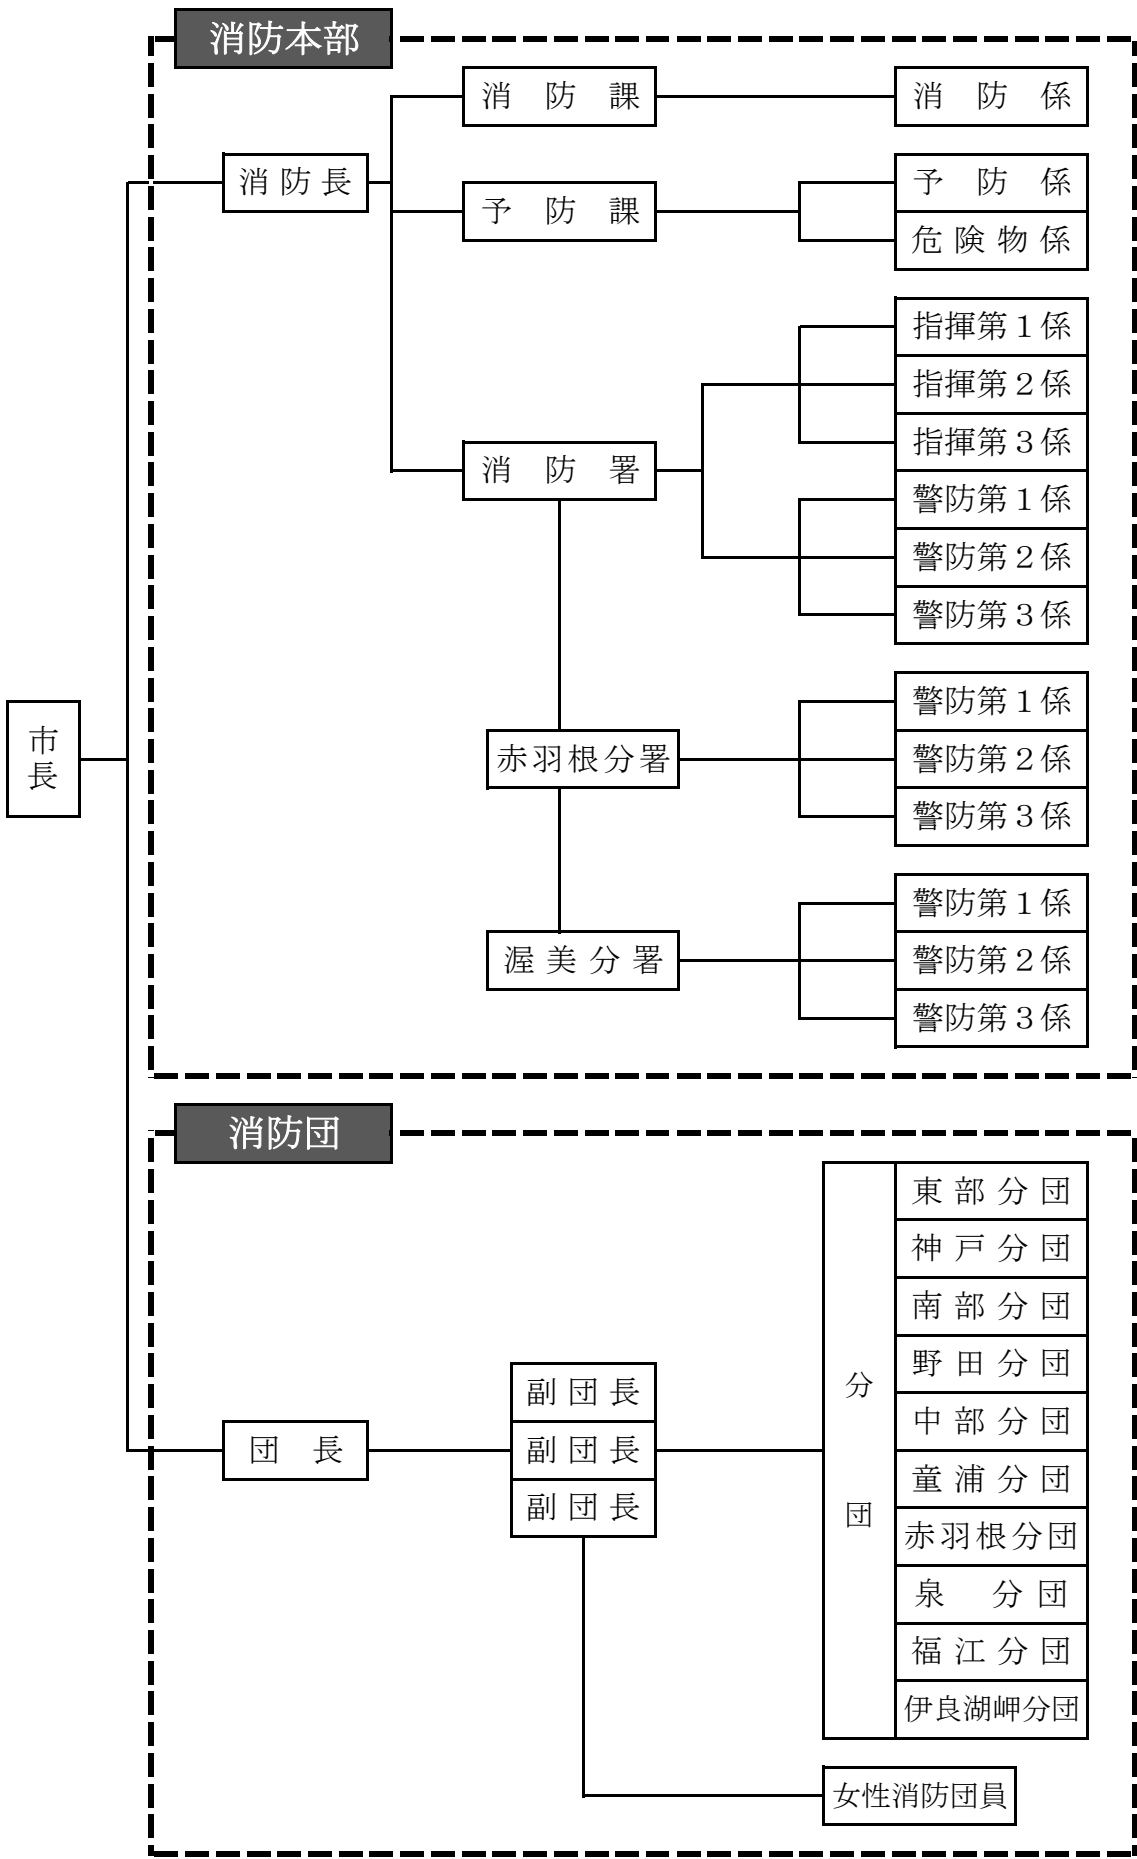 消防本部
消防課
消防係
消防長
予防課
予防係
危険物係
指揮第１係
指揮第２係
指揮第３係
消防署
警防第１係
警防第２係
警防第３係
市長
赤羽根分署
警防第１係
警防第２係
警防第３係
渥美分署
警防第１係
警防第２係
警防第３係
消防団
団長
副団長
副団長
副団長
分団
東部分団
神戸分団
南部分団
野田分団
中部分団
童浦分団
赤羽根分団
泉分団
福江分団
伊良湖岬分団
女性消防団員